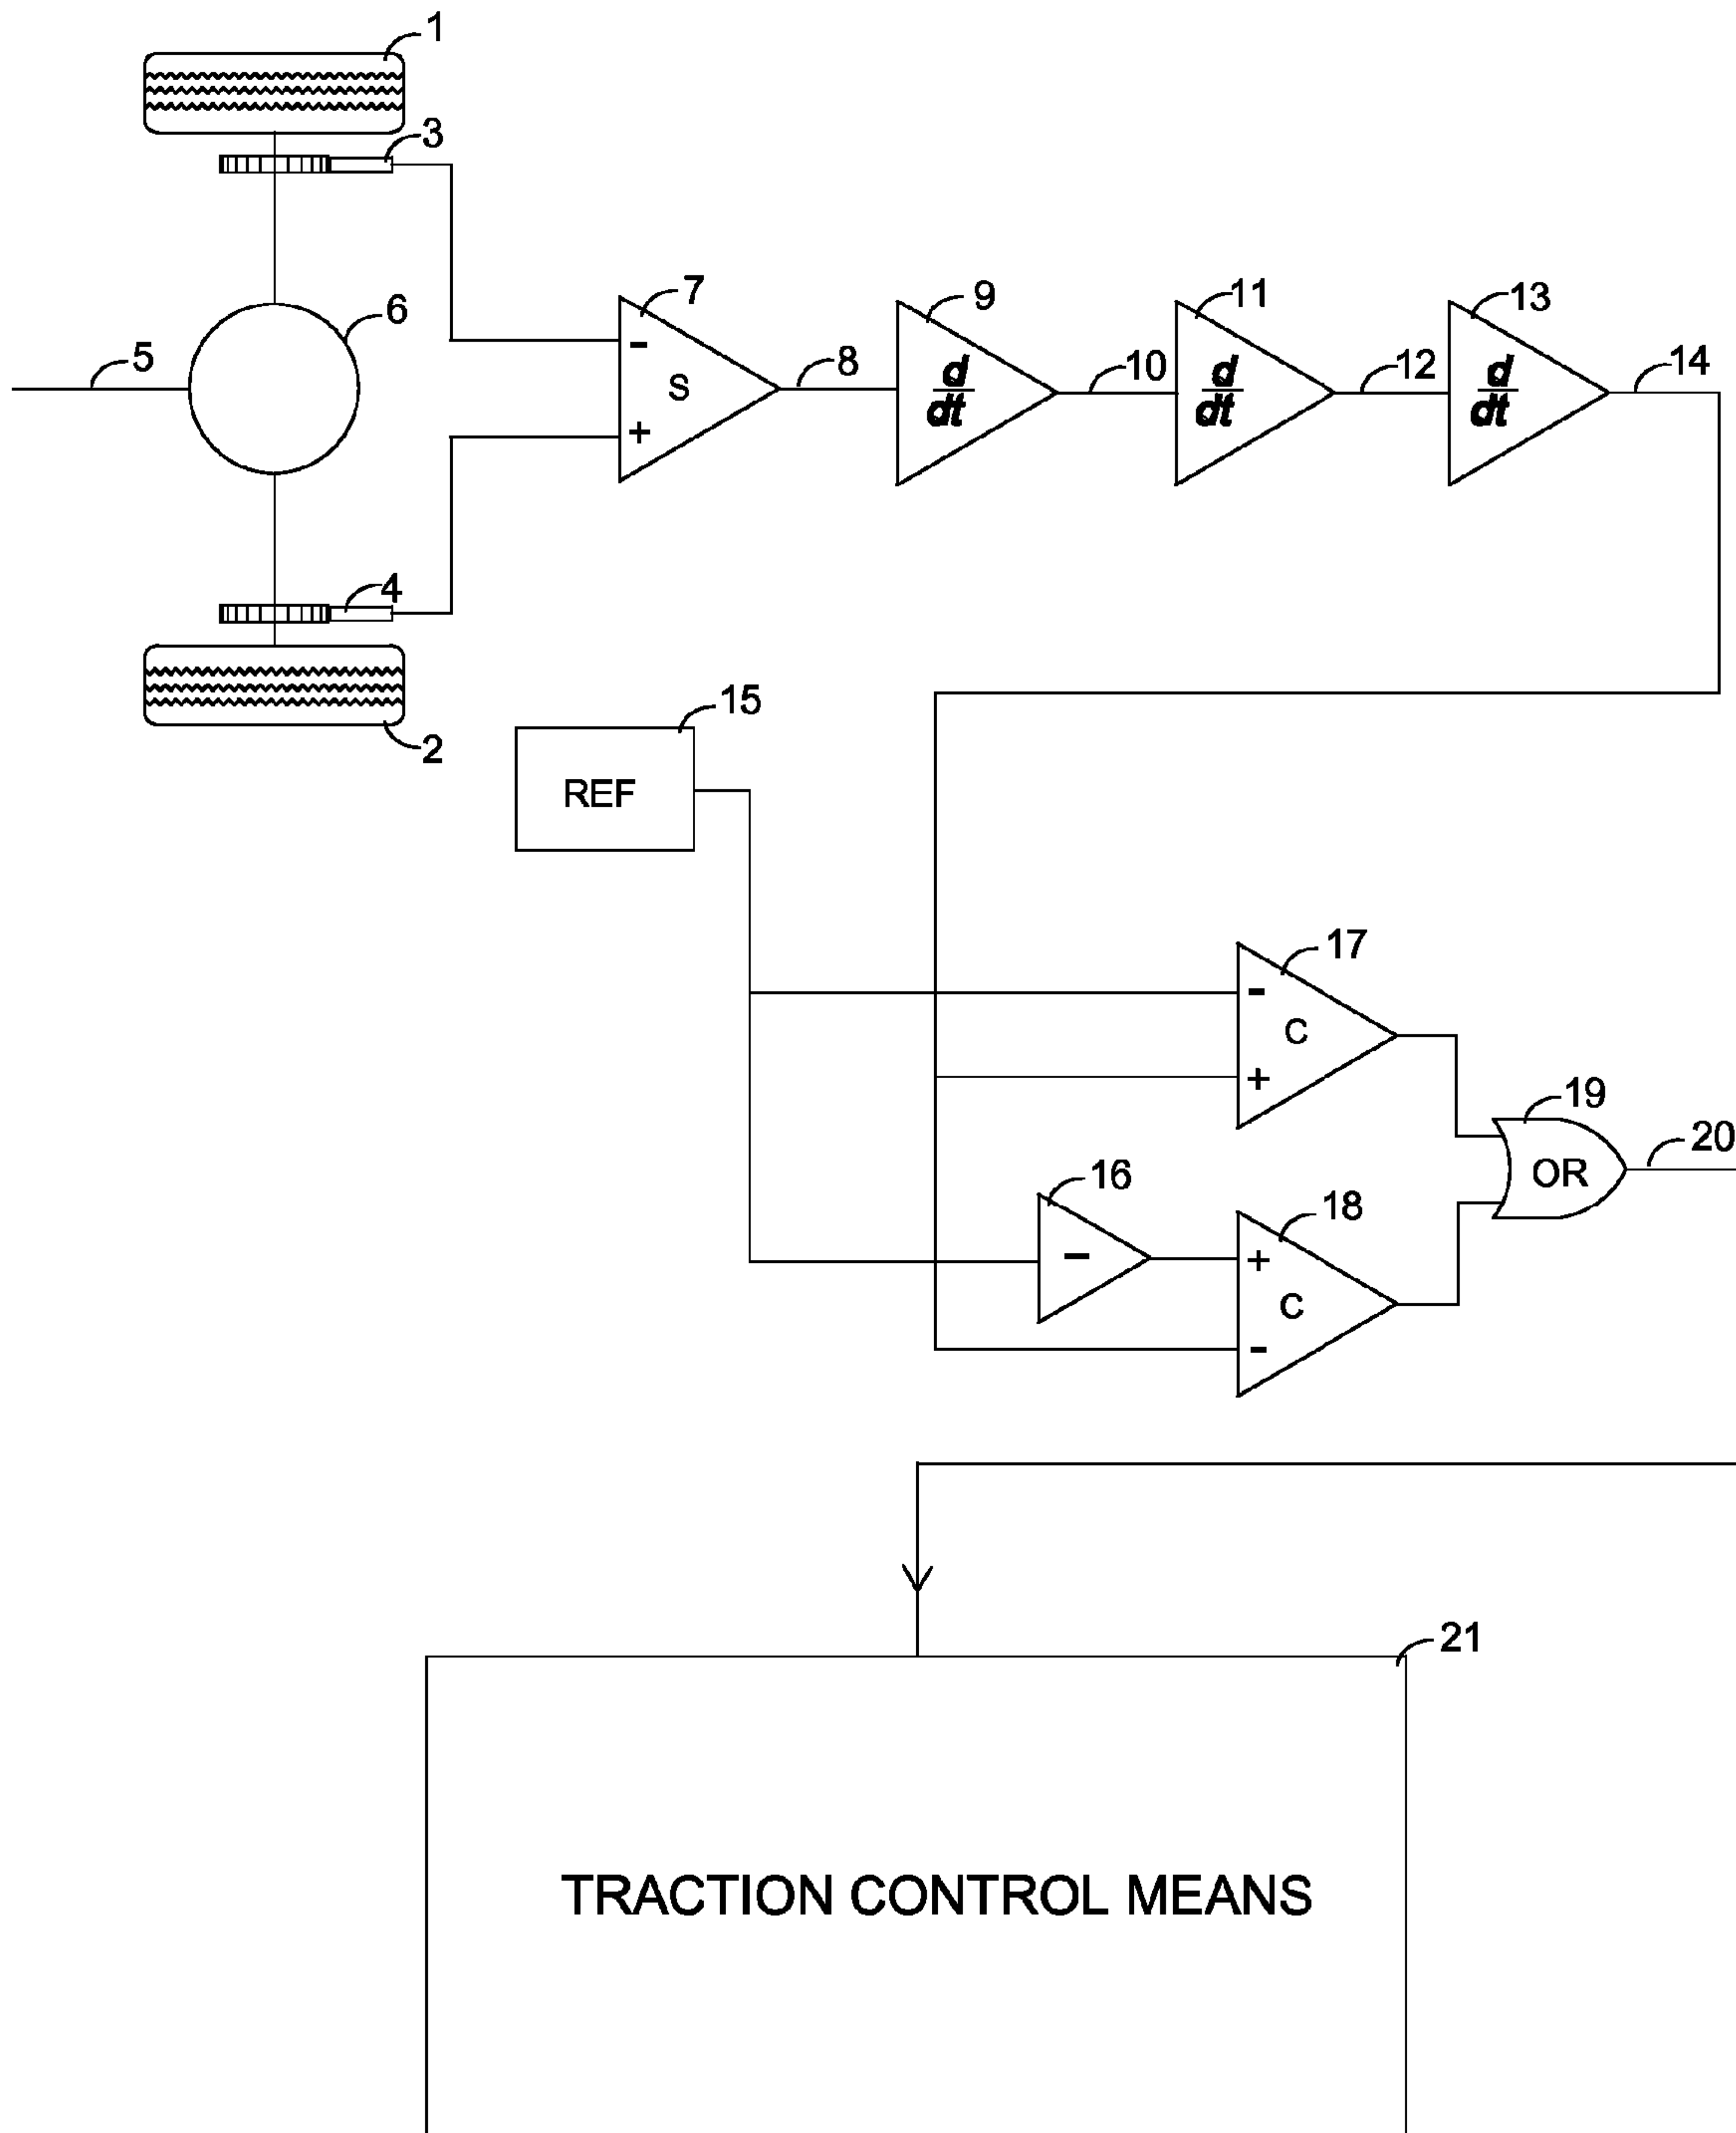 1
3
6
5
4
2
7
-
S
+
8
9
d
dt
10
11
d
dt
12
13
d
dt
14
15
REF
17
-
C
+
16
-
18
+
C
-
19
OR
20
21
TRACTION CONTROL MEANS